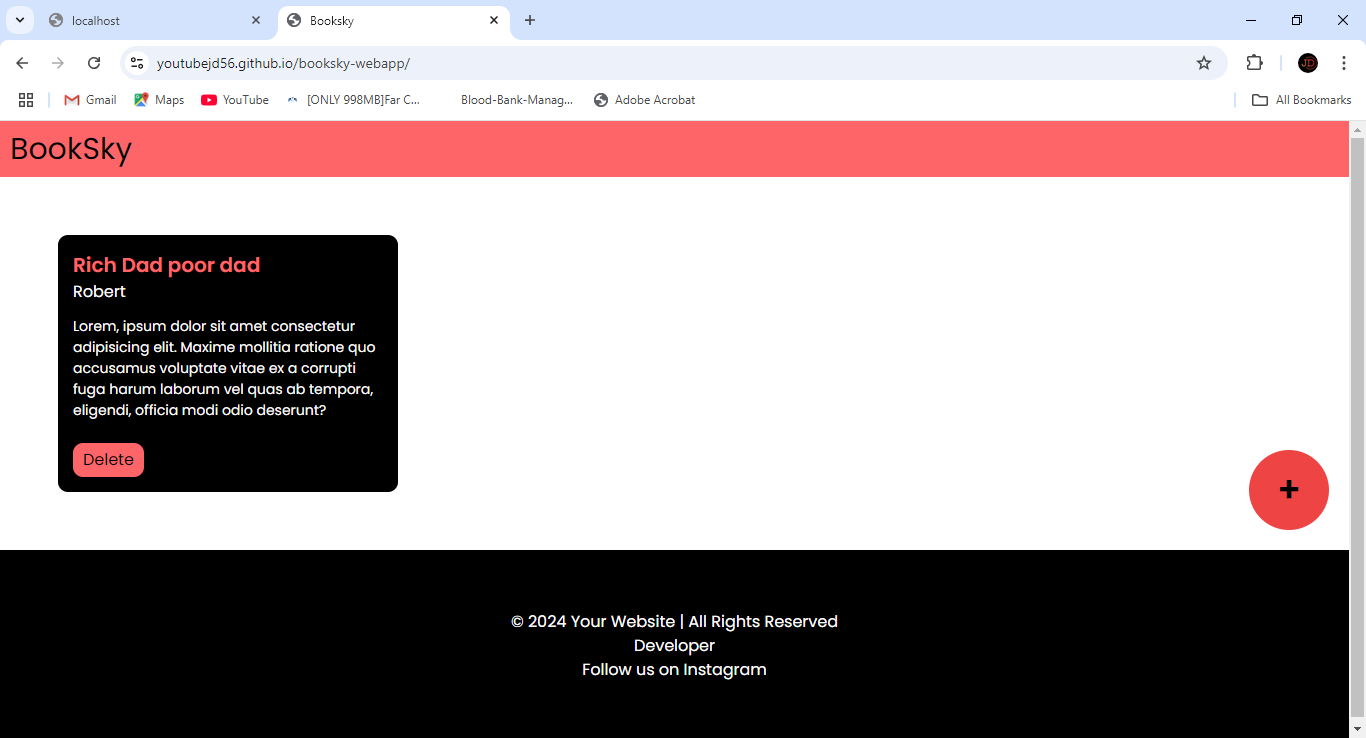 localhost
Booksky
youtubejd56.github.io/booksky-webapp/
JD
Gmail
Maps
YouTube
[ONLY 998MB]Far C...
Blood-Bank-Manag...
Adobe Acrobat
All Bookmarks
BookSky
Rich Dad poor dad
Robert
Lorem, ipsum dolor sit amet consectetur
adipisicing elit. Maxime mollitia ratione quo
accusamus voluptate vitae ex a corrupti
fuga harum laborum vel quas ab tempora,
eligendi, officia modi odio deserunt?
Delete
+
© 2024 Your Website | All Rights Reserved
Developer
Follow us on Instagram